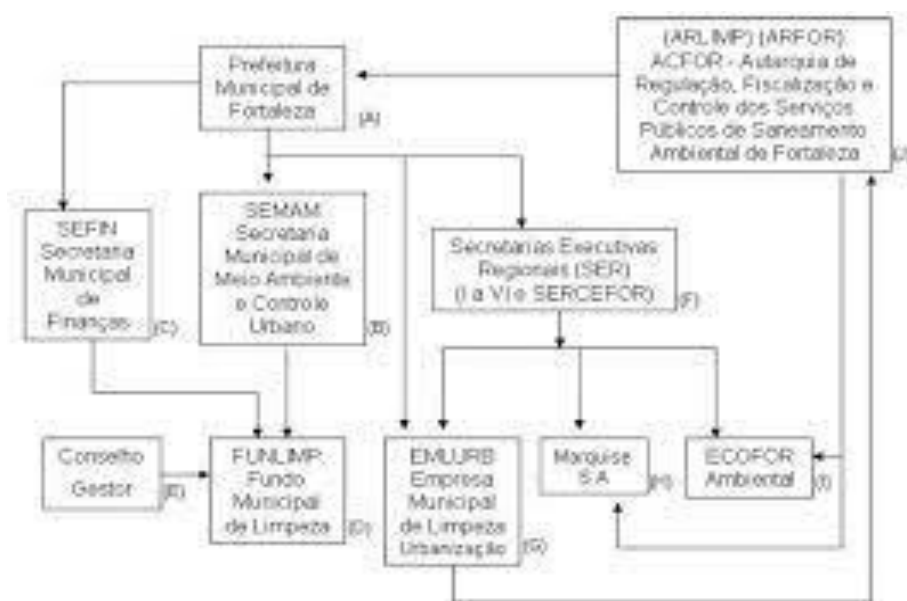 Prefeitura
Municipal de
Fortaleza
(A)
(ARLIMP) (ARFOR)
ACFOR - Autarquia de
Regulação, Fiscalização e
Controle dos Serviços
Públicos de Saneamento
Ambiental de Fortaleza
(J)
SEFIN
Secretaria
Municipal
de
Finanças
(C)
SEMAM
Secretaria
Municipal de
Meio Ambiente
e Controle
Urbano
(B)
Secretarias Executivas
Regionais (SER)
(I a VI e SERCEFOR)
(F)
Conselho
Gestor
(E)
FUNLIMP:
Fundo
Municipal
de Limpeza
(D)
EMLURB
Empresa
Municipal
de Limpeza
Urbanização
(G)
Marquise
S A
(H)
ECOFOR
Ambiental
(I)